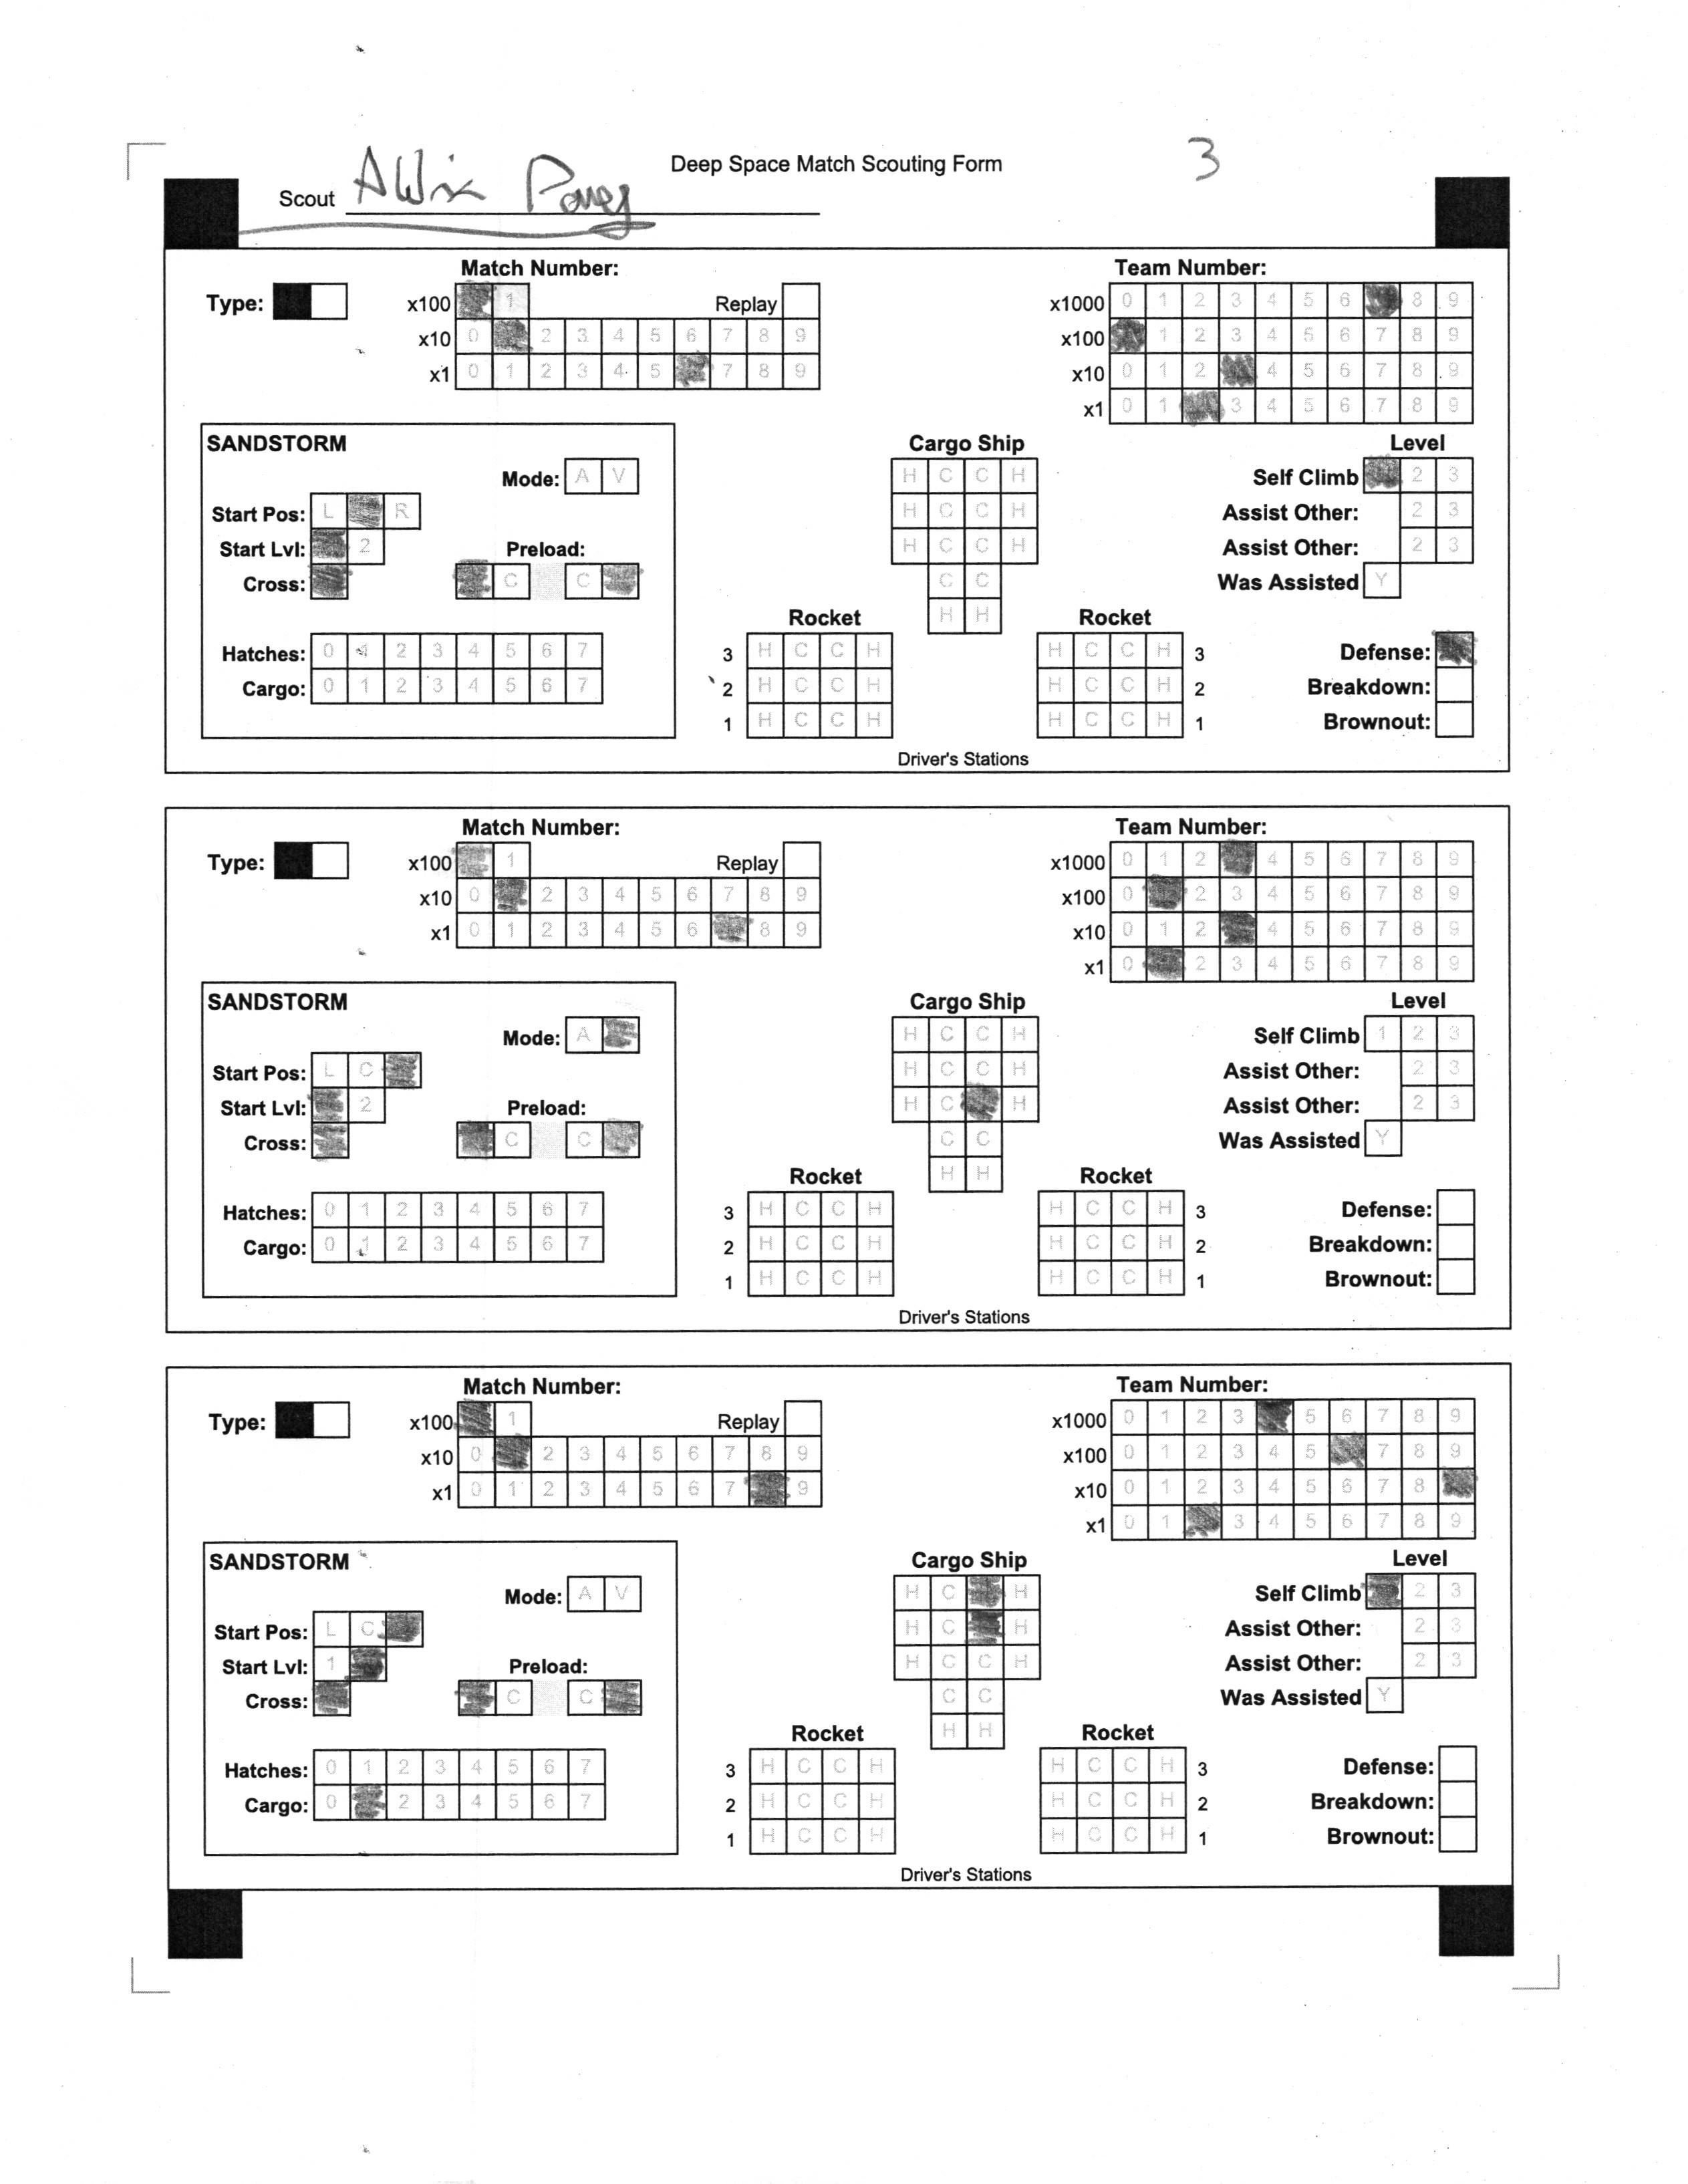 Deep Space Match Scouting Form 3
Scout
Match Number: Team Number:
Type: x100 1 Replay x1000 0 1 2 3 4 5 6 8 9
x10 0 2 3 4 5 6 7 8 9 x100 1 2 3 4 5 6 7 8 9
x1 0 1 2 3 4 5 7 8 9 x10 0 1 2 4 5 6 7 8 9
x1 0 1 3 4 5 6 7 8 9
SANDSTORM Cargo Ship Level
Mode: A V H C C H Self Climb 2 3
Start Pos: L R H C C H Assist Other: 2 3
Start Lvl: 2 Preload: H C C H Assist Other: 2 3
Cross: C C C C Was Assisted Y
Rocket H H Rocket
Hatches: 0 1 2 3 4 5 6 7 3 H C C H H C C H 3 Defense:
Cargo: 0 1 2 3 4 5 6 7 2 H C C H H C C H 2 Breakdown:
1 H C C H H C C H 1 Brownout:
Driver's Stations
Match Number: Team Number:
Type: x100 1 Replay x1000 0 1 2 4 5 6 7 8 9
x10 0 2 3 4 5 6 7 8 9 x100 0 2 3 4 5 6 7 8 9
x1 0 1 2 3 4 5 6 8 9 x10 0 1 2 4 5 6 7 8 9
x1 0 2 3 4 5 6 7 8 9
SANDSTORM Cargo Ship Level
Mode: A H C C H Self Climb 1 2 3
Start Pos: L C H C C H Assist Other: 2 3
Start Lvl: 2 Preload: H C H Assist Other: 2 3
Cross: C C C C Was Assisted Y
Rocket H H Rocket
Hatches: 0 1 2 3 4 5 6 7 3 H C C H H C C H 3 Defense:
Cargo: 0 1 2 3 4 5 6 7 2 H C C H H C C H 2 Breakdown:
1 H C C H H C C H 1 Brownout:
Driver's Stations
Match Number: Team Number:
Type: x100 1 Replay x1000 0 1 2 3 5 6 7 8 9
x10 0 2 3 4 5 6 7 8 9 x100 0 1 2 3 4 5 7 8 9
x1 0 1 2 3 4 5 6 7 9 x10 0 1 2 3 4 5 6 7 8
x1 0 1 3 4 5 6 7 8 9
SANDSTORM Cargo Ship Level
Mode: A V H C H Self Climb 2 3
Start Pos: L C H C H Assist Other: 2 3
Start Lvl: 1 Preload: H C C H Assist Other: 2 3
Cross: C C C C Was Assisted Y
Rocket H H Rocket
Hatches: 0 1 2 3 4 5 6 7 3 H C C H H C C H 3 Defense:
Cargo: 0 2 3 4 5 6 7 2 H C C H H C C H 2 Breakdown:
1 H C C H H C C H 1 Brownout:
Driver's Stations